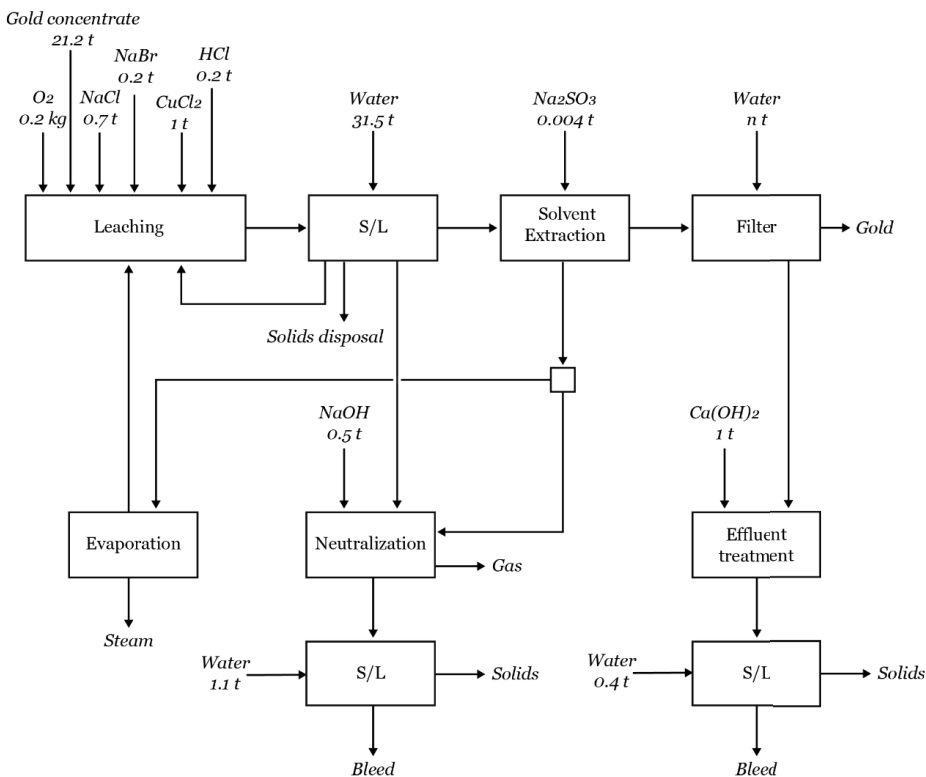 Gold concentrate
21.2 t
NaBr
0.2 t
HCl
0.2 t
O2
0.2 kg
NaCl
0.7 t
CuCl2
1 t
Water
31.5 t
Na2SO3
0.004 t
Water
n t
Leaching
S/L
Solvent
Extraction
Filter
Gold
Solids disposal
NaOH
0.5 t
Ca(OH)2
1 t
Evaporation
Neutralization
Effluent
treatment
Gas
Steam
Water
1.1 t
S/L
Solids
Water
0.4 t
S/L
Solids
Bleed
Bleed